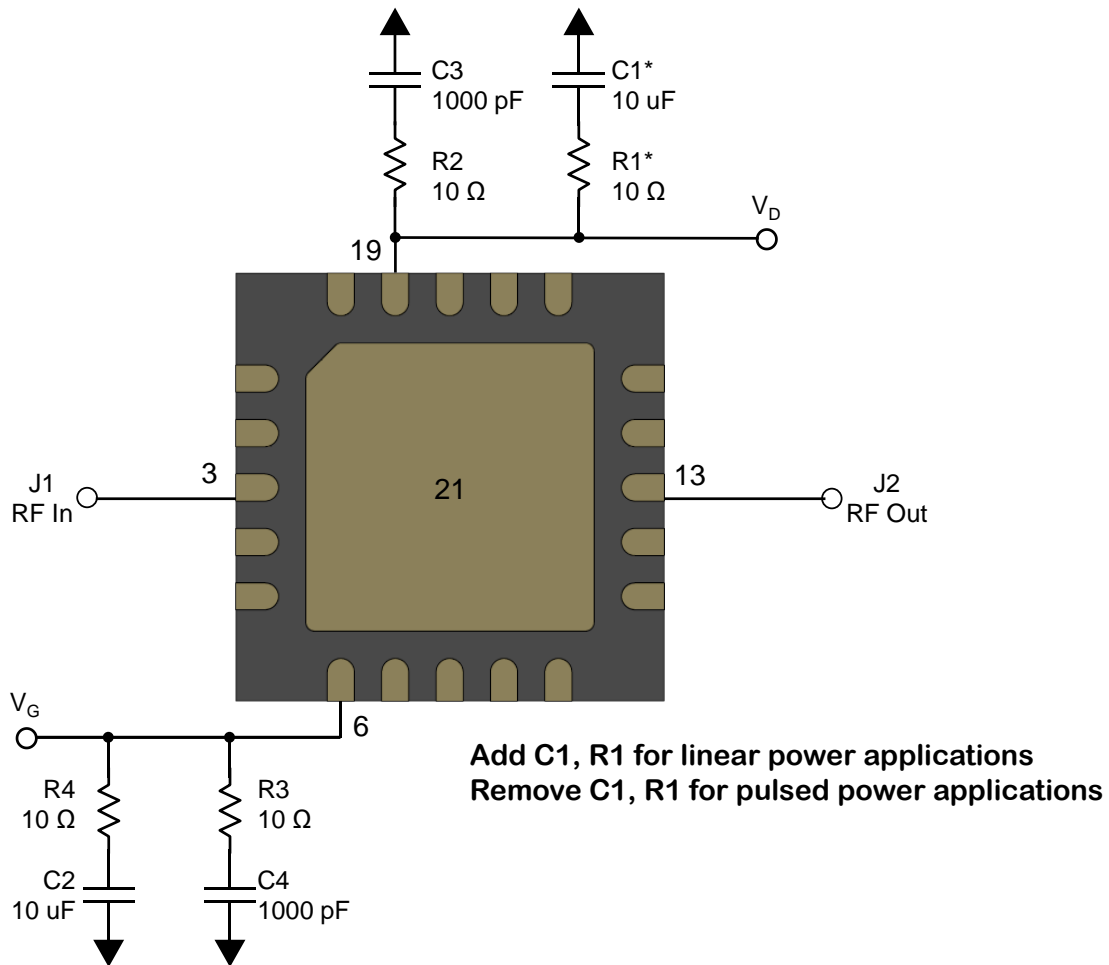 C3
1000 pF
C1*
10 uF
R2
10 Ω
R1*
10 Ω
V_D
19
J1
RF In
3
21
13
J2
RF Out
V_G
6
Add C1, R1 for linear power applications
Remove C1, R1 for pulsed power applications
R4
10 Ω
R3
10 Ω
C2
10 uF
C4
1000 pF